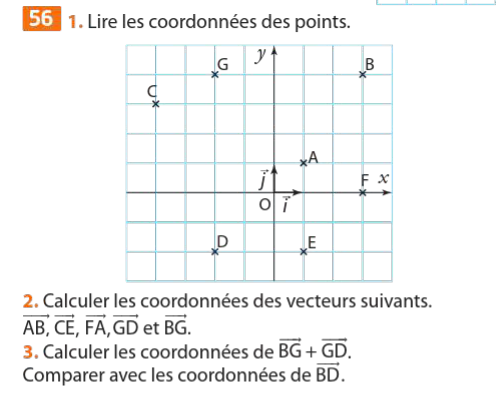 56 1. Lire les coordonnées des points.
G y B
C
A
j F x
O i
D E
2. Calculer les coordonnées des vecteurs suivants.
AB, CE, FA, GD et BG.
3. Calculer les coordonnées de BG + GD.
Comparer avec les coordonnées de BD.